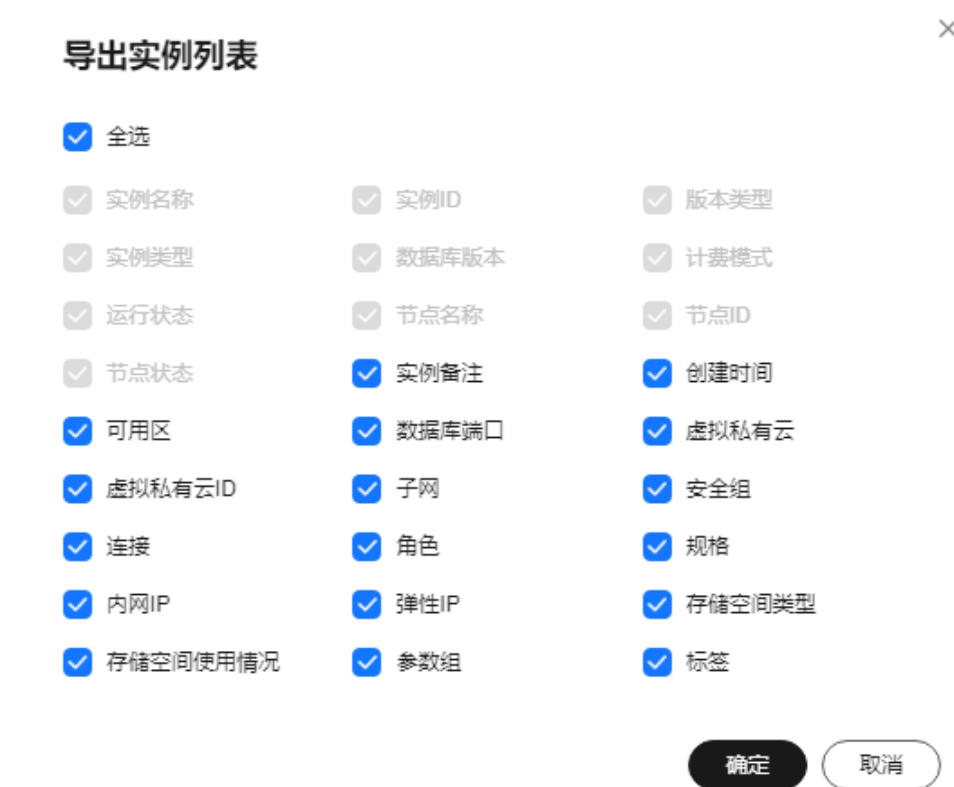 导出实例列表
全选
实例名称 实例ID 版本类型
实例类型 数据库版本 计费模式
运行状态 节点名称 节点ID
节点状态 实例备注 创建时间
可用区 数据库端口 虚拟私有云
虚拟私有云ID 子网 安全组
连接 角色 规格
内网IP 弹性IP 存储空间类型
存储空间使用情况 参数组 标签
确定 取消